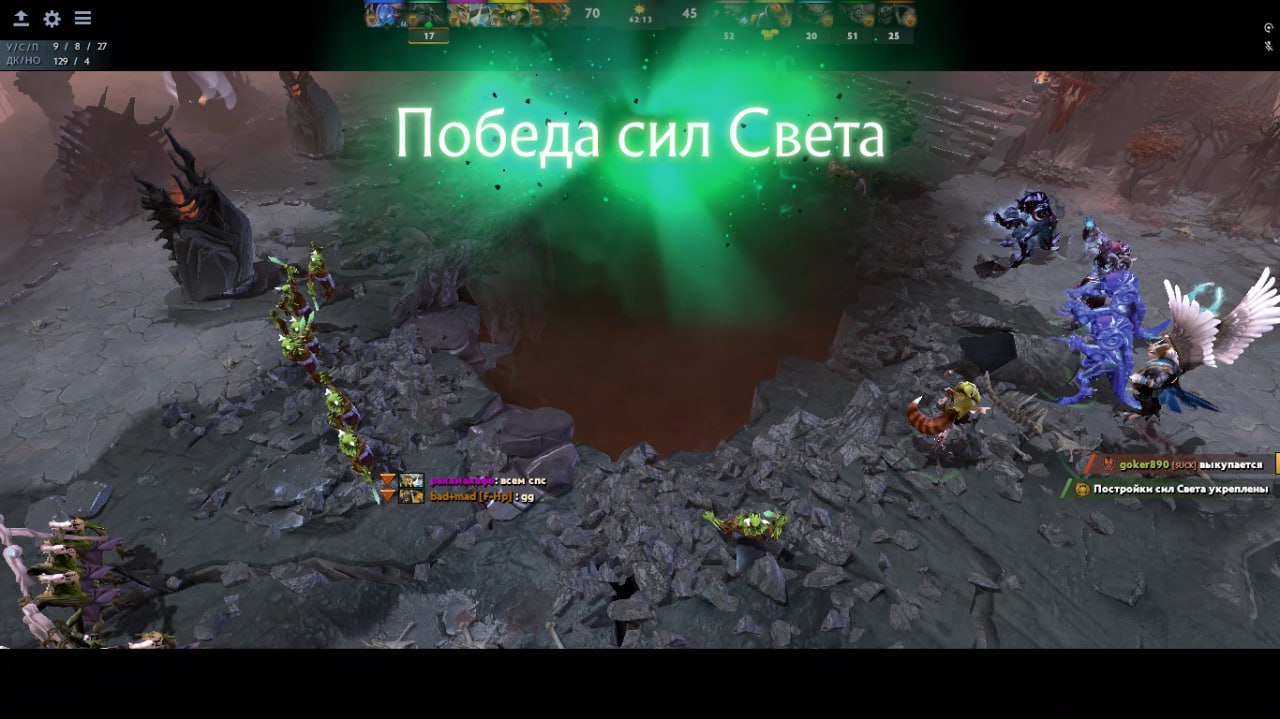 70
42:13
45
17
52
20
51
25
У/С/П 9 / 8 / 27
ДК/НО 129 / 4
Победа сил Света
: всем спс
bad+mad [F-Hp] : gg
goker890 [SUCK] выкупается
Постройки сил Света укреплены